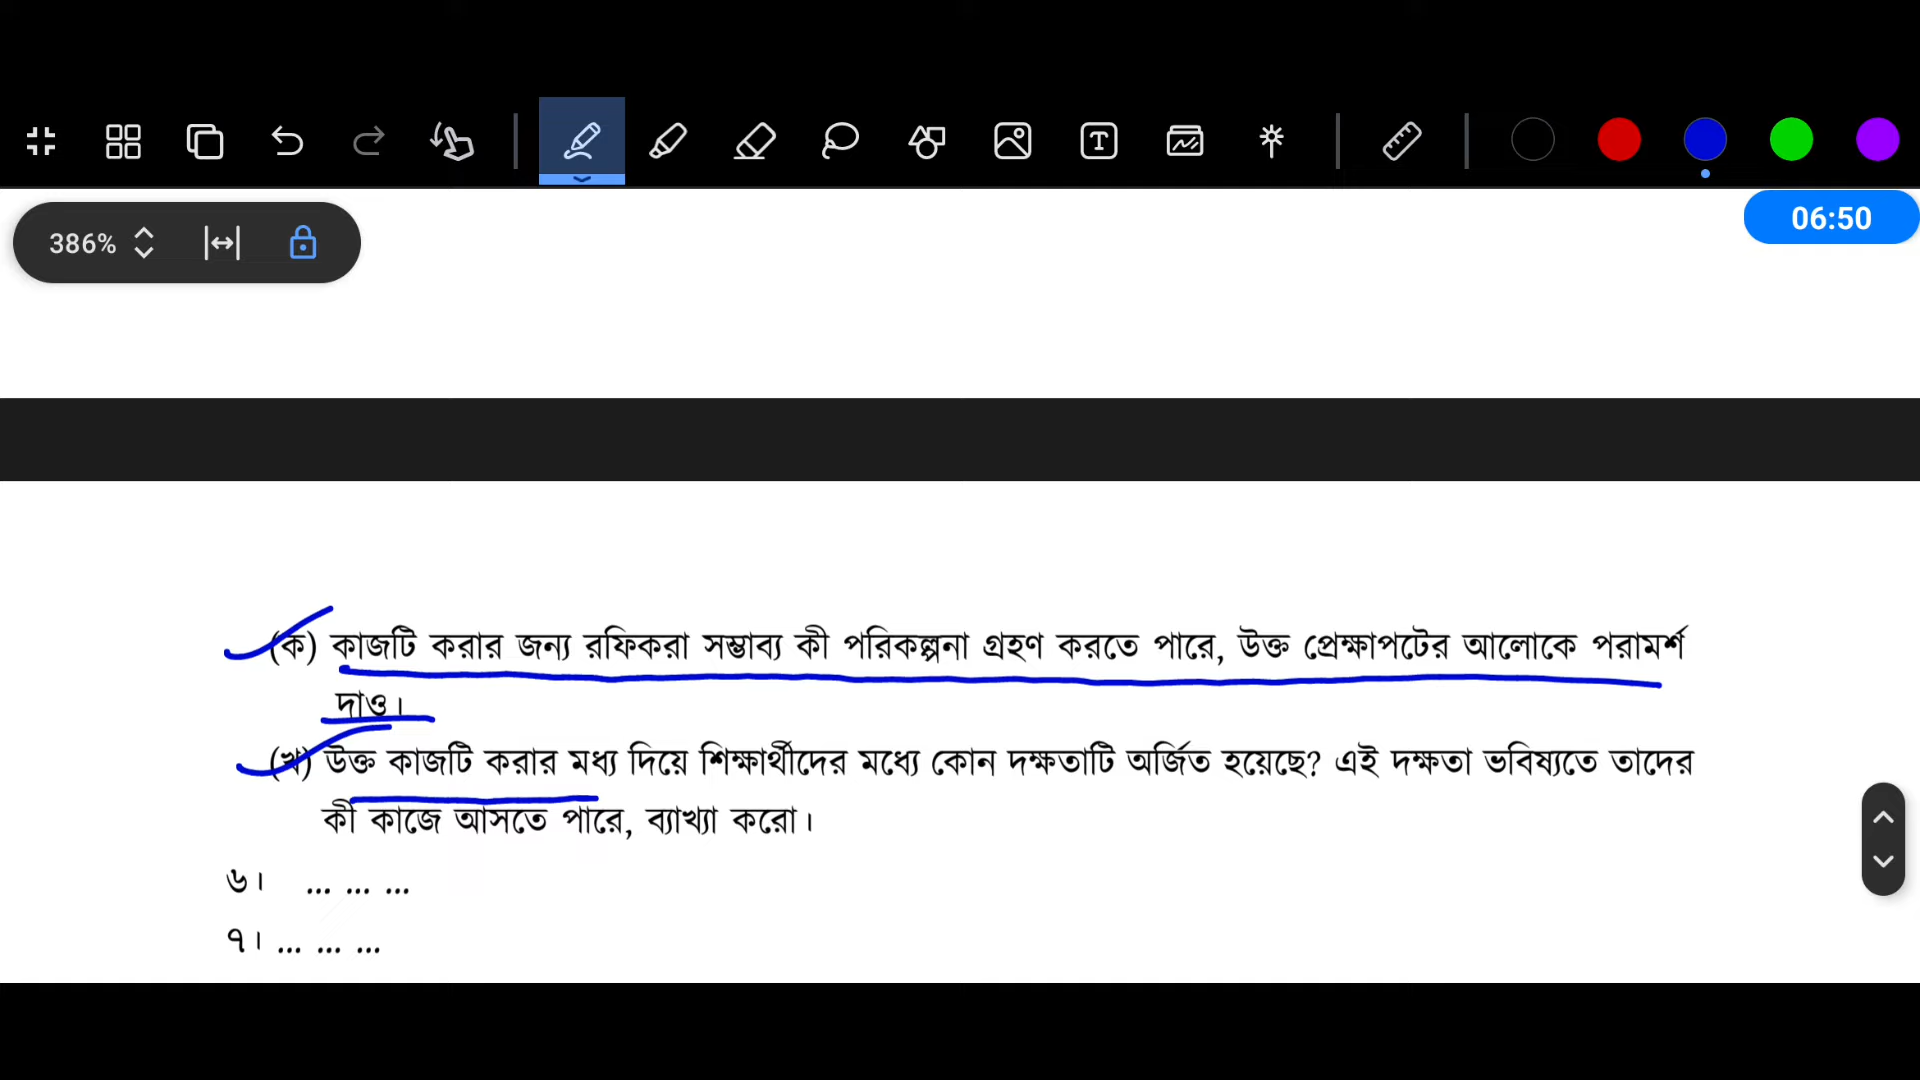 386%
06:50
(ক) কাজটি করার জন্য রফিকরা সম্ভাব্য কী পরিকল্পনা গ্রহণ করতে পারে, উক্ত প্রেক্ষাপটের আলোকে পরামর্শ
দাও।
(খ) উক্ত কাজটি করার মধ্য দিয়ে শিক্ষার্থীদের মধ্যে কোন দক্ষতাটি অর্জিত হয়েছে? এই দক্ষতা ভবিষ্যতে তাদের
কী কাজে আসতে পারে, ব্যাখ্যা করো।
৬। ... ... ...
৭। ... ... ...